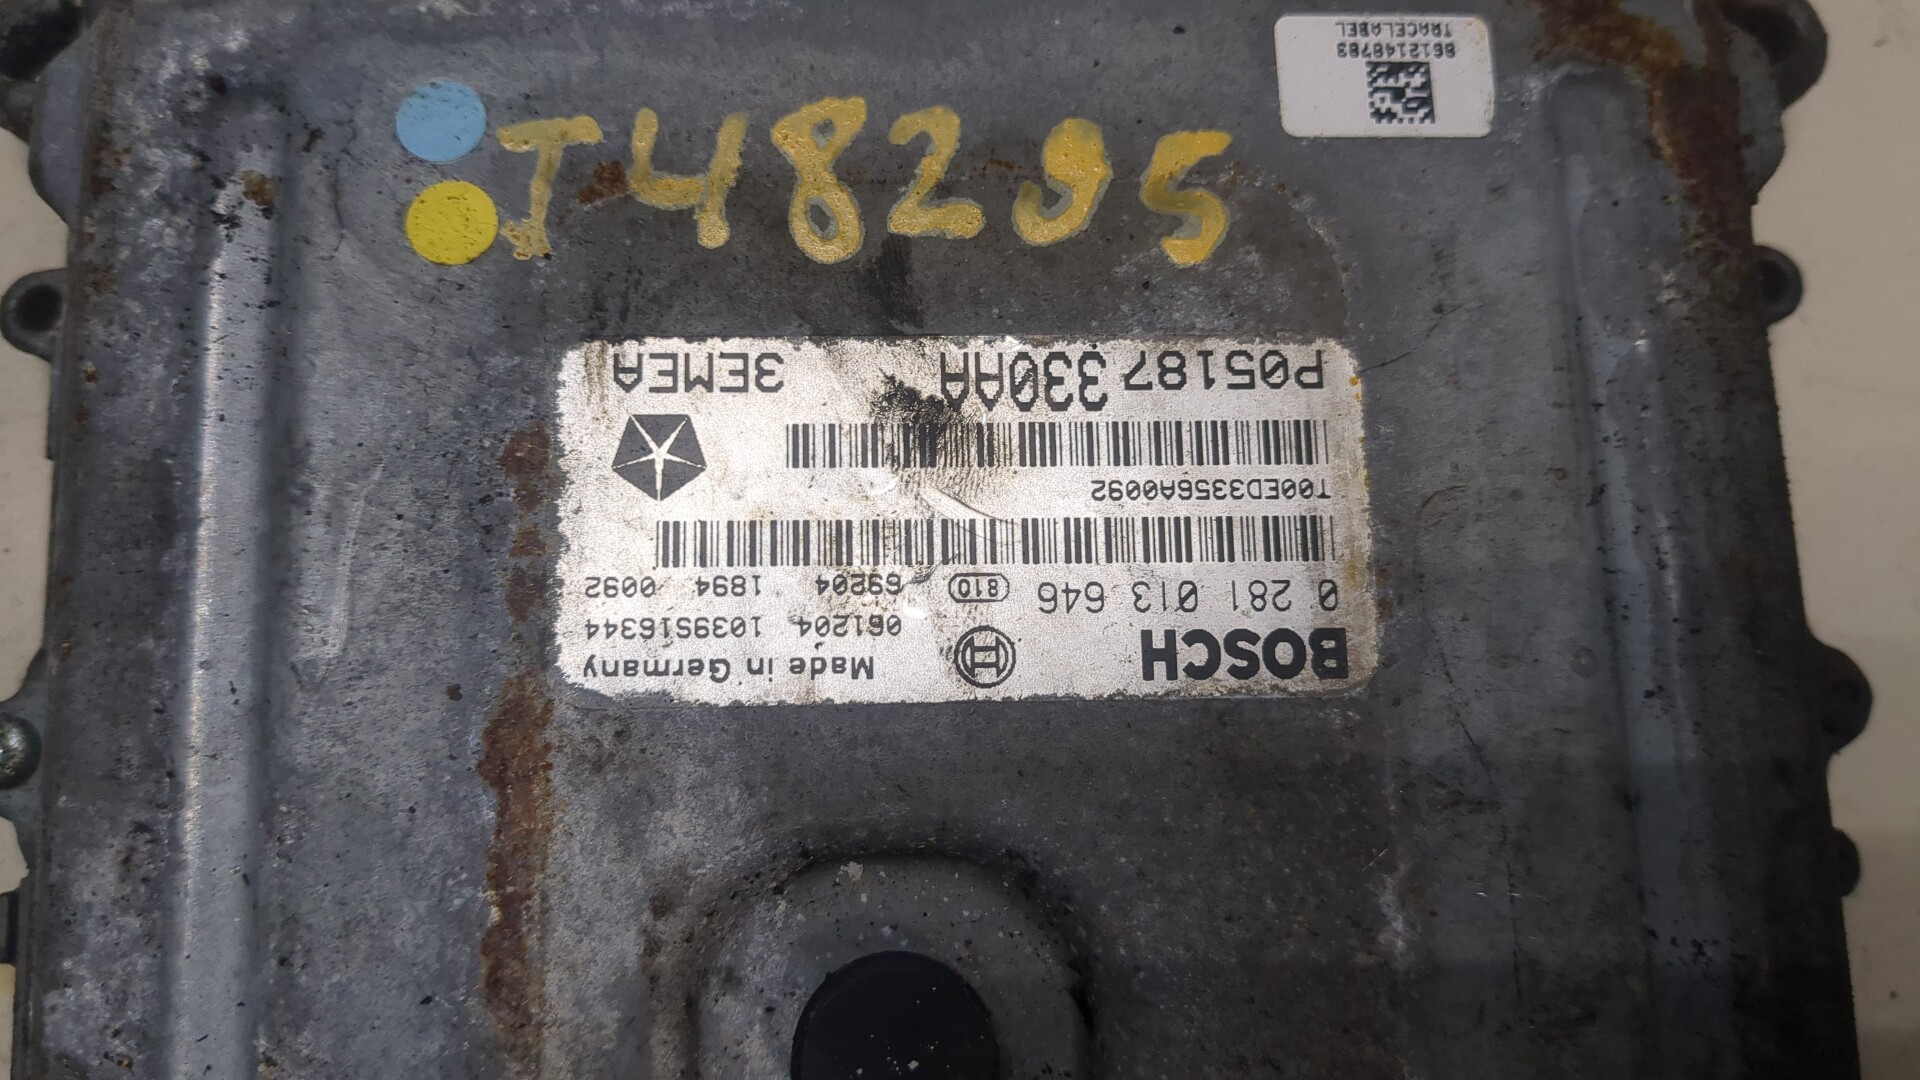 TRACELABEL
8612148783
J48295
BOSCH
Made in Germany
061204 1039S16344
0 281 013 646
810
69204 1894 0092
T00ED3356A0092
P05187330AA 3EMEA